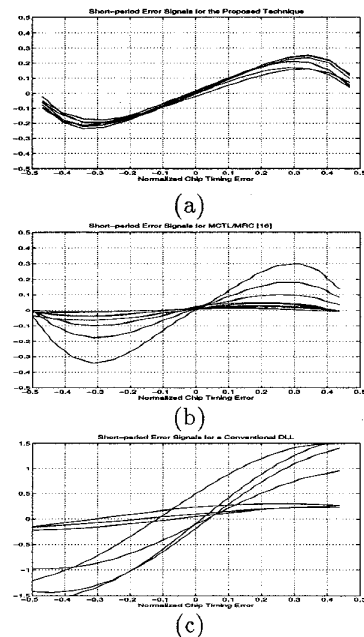 Short-period Error Signals for the Proposed Technique
0.5
0.4
0.3
0.2
0.1
0
-0.1
-0.2
-0.3
-0.4
-0.5
-0.5 -0.4 -0.3 -0.2 -0.1 0.0 0.1 0.2 0.3 0.4 0.5
Normalized Chip Timing Error
(a)
Short-period Error Signals for MCTL/MRC [16]
0.5
0.4
0.3
0.2
0.1
0
-0.1
-0.2
-0.3
-0.4
-0.5
-0.5 -0.4 -0.3 -0.2 -0.1 0.0 0.1 0.2 0.3 0.4 0.5
Normalized Chip Timing Error
(b)
Short-period Error Signals for a Conventional DLL
1.5
1
0.5
0
-0.5
-1
-1.5
-0.5 -0.4 -0.3 -0.2 -0.1 0.0 0.1 0.2 0.3 0.4 0.5
Normalized Chip Timing Error
(c)